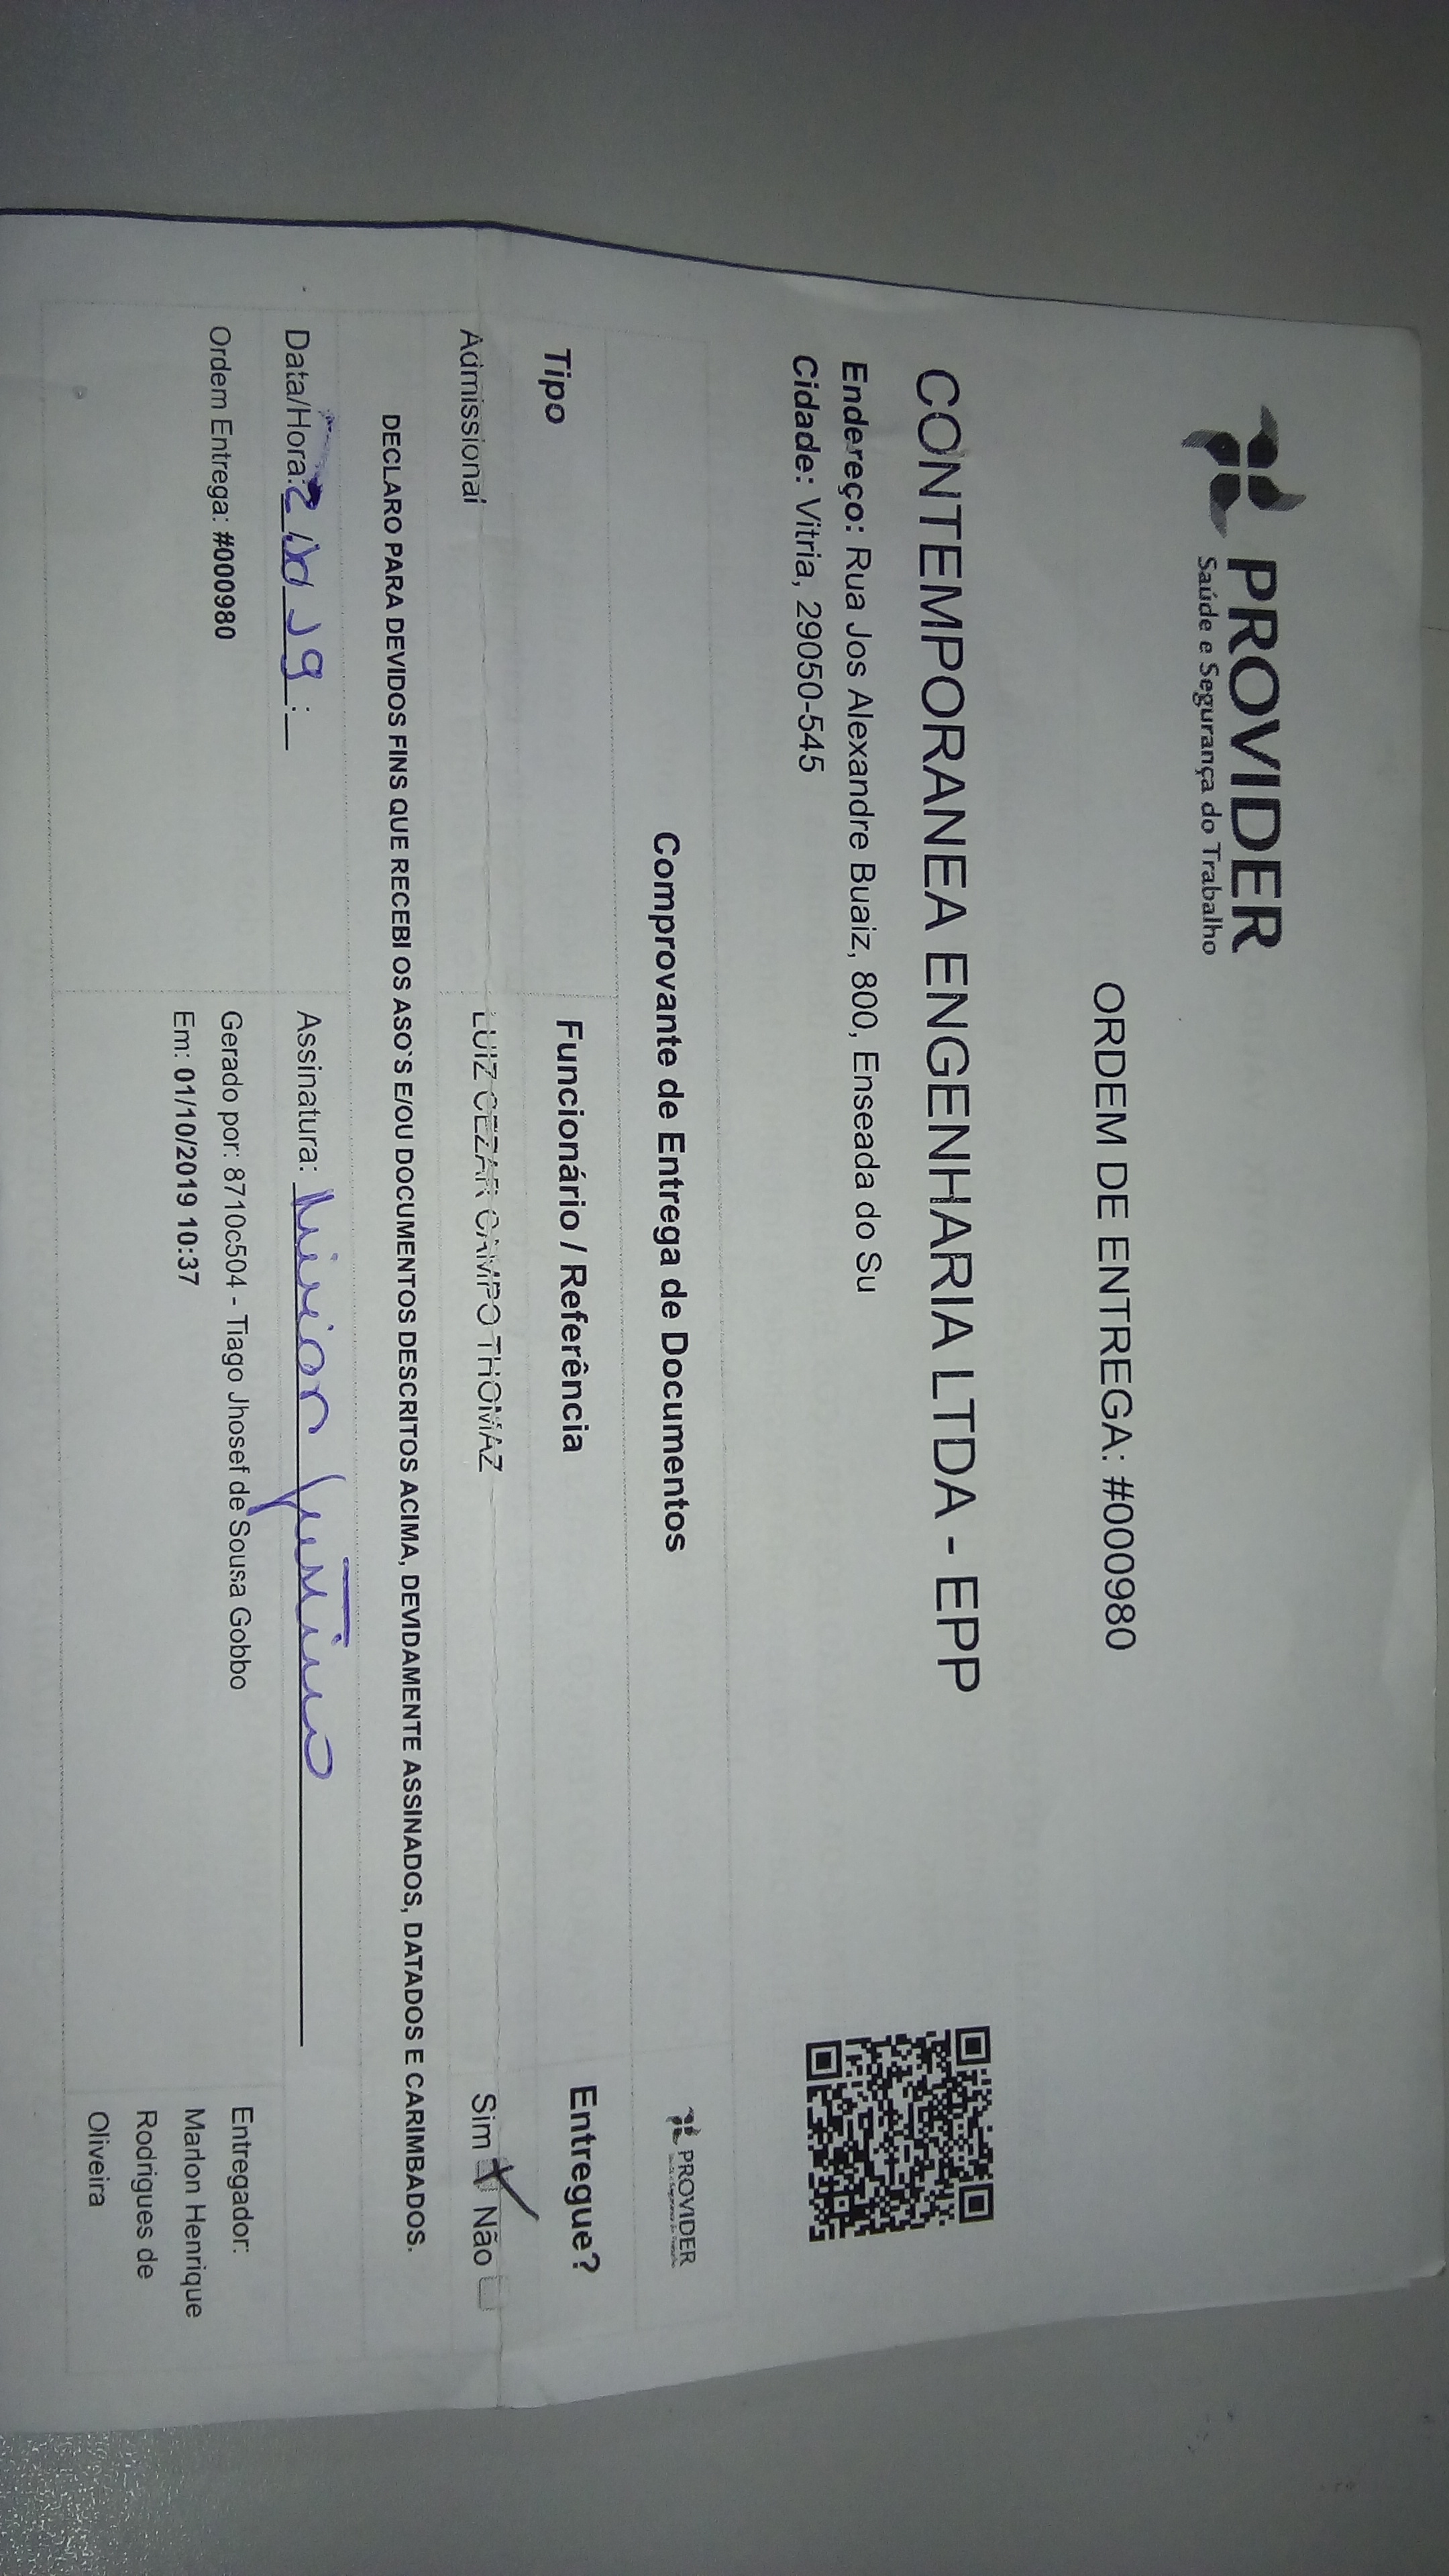 PROVIDER
Saúde e Segurança do Trabalho
ORDEM DE ENTREGA: #000980
CONTEMPORANEA ENGENHARIA LTDA - EPP
Endereço: Rua Jos Alexandre Buaiz, 800, Enseada do Su
Cidade: Vitria, 29050-545
Comprovante de Entrega de Documentos
PROVIDER
Tipo Funcionário / Referência Entregue?
Admissional LUIZ CEZAR CAMPO THOMAZ Sim X Não
DECLARO PARA DEVIDOS FINS QUE RECEBI OS ASO`S E/OU DOCUMENTOS DESCRITOS ACIMA, DEVIDAMENTE ASSINADOS, DATADOS E CARIMBADOS.
Data/Hora: Assinatura:
Ordem Entrega: #000980
Gerado por: 8710c504 - Tiago Jhosef de Sousa Gobbo
Em: 01/10/2019 10:37
Entregador:
Marlon Henrique
Rodrigues de
Oliveira